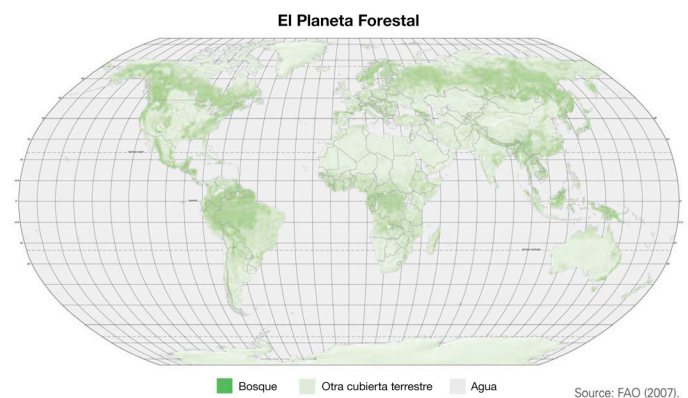 El Planeta Forestal
Bosque
Otra cubierta terrestre
Agua
Source: FAO (2007).